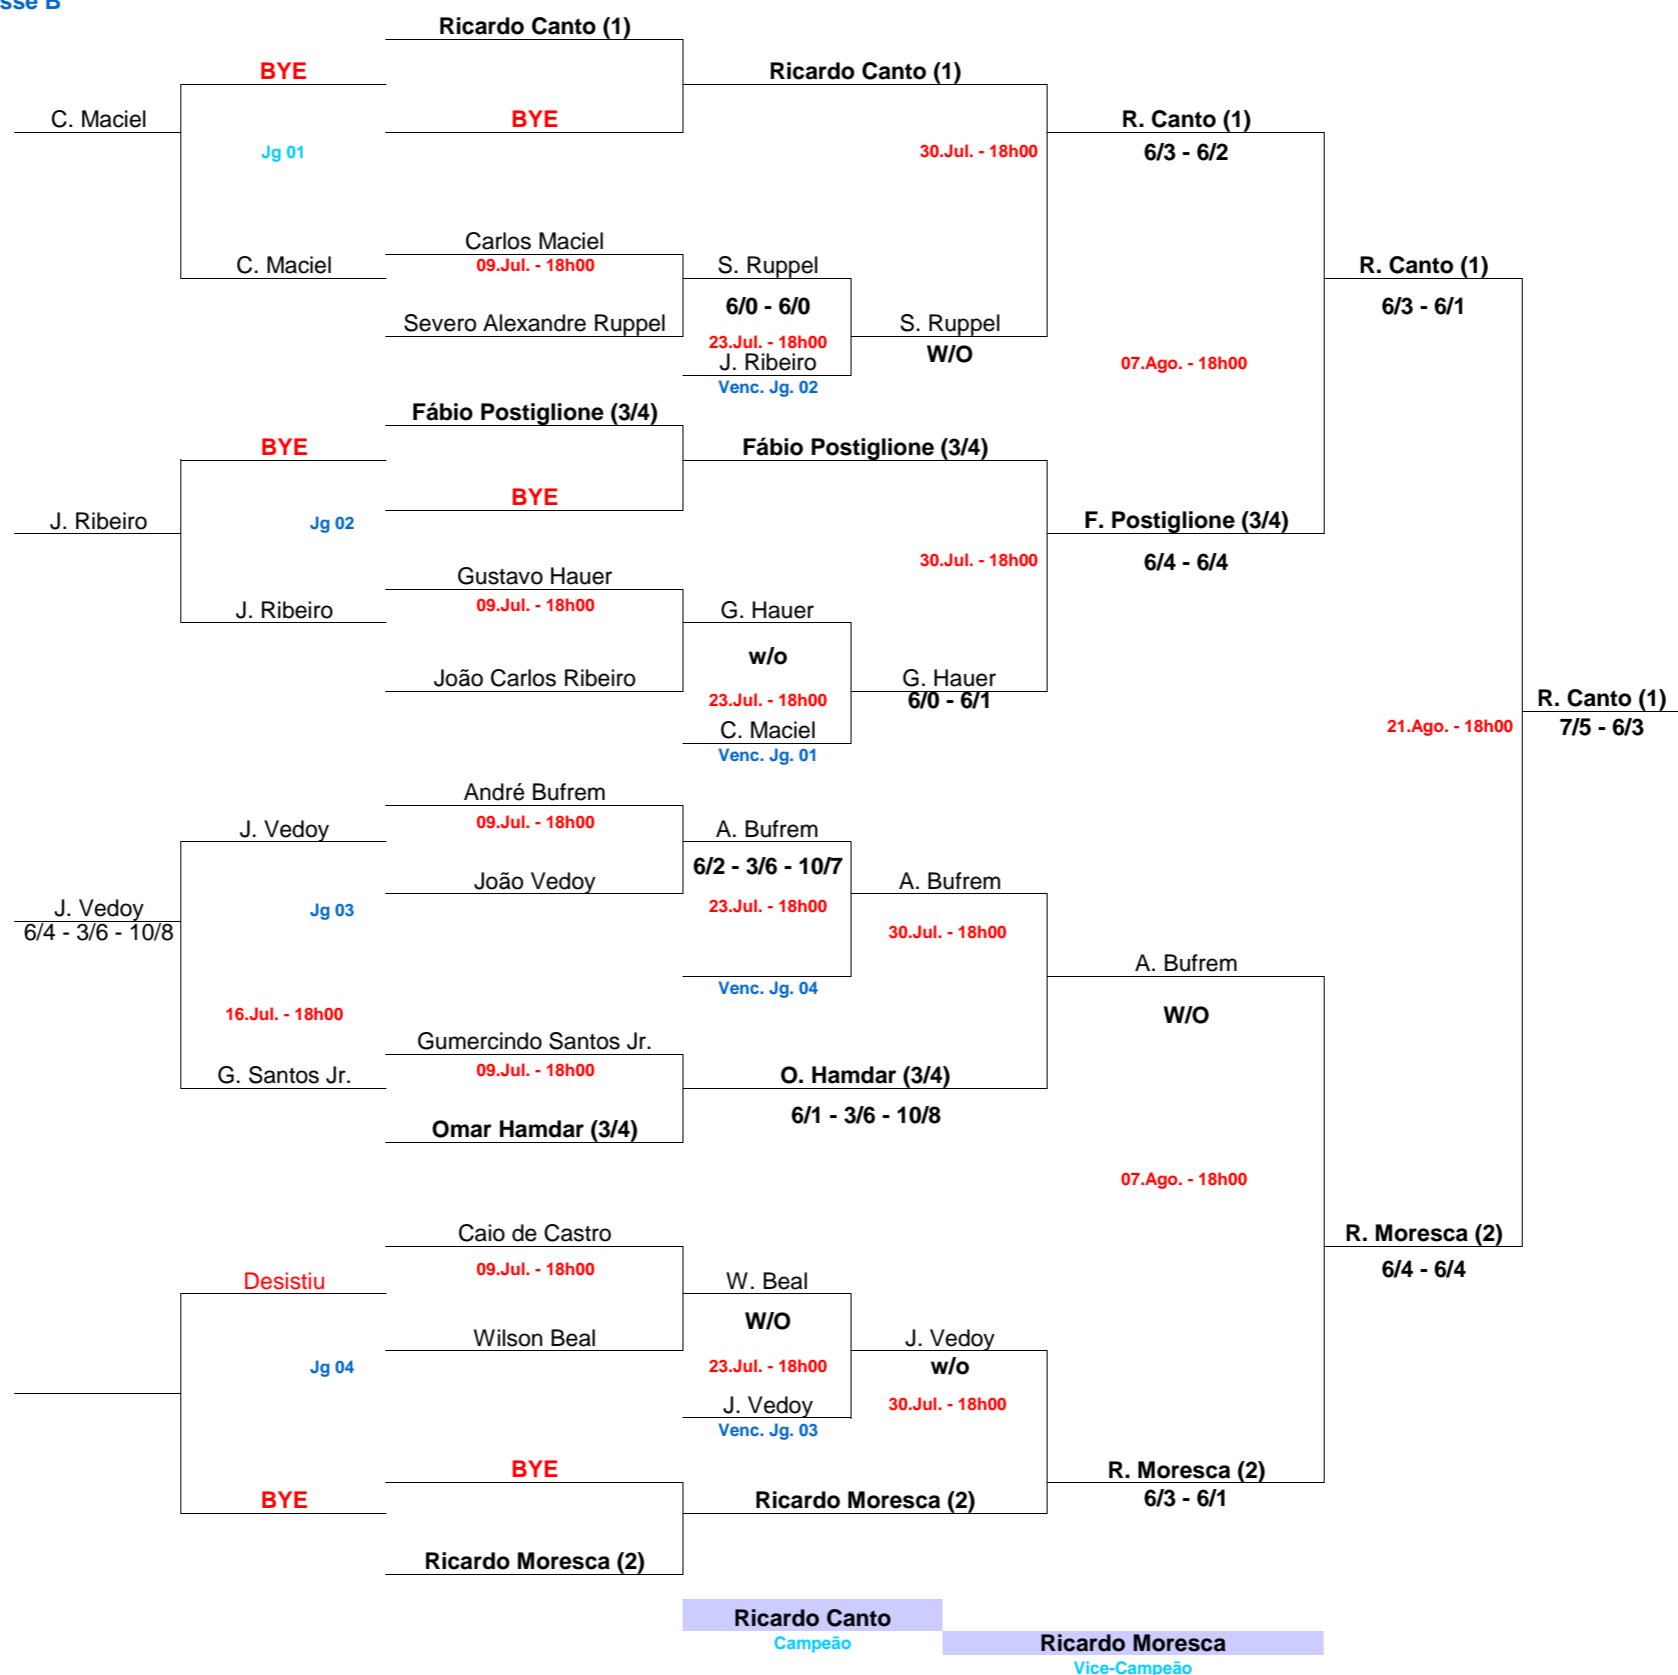 Ricardo Canto (1)
BYE
Ricardo Canto (1)
C. Maciel
BYE
R. Canto (1)
Jg 01
30.Jul. - 18h00
6/3 - 6/2
Carlos Maciel
C. Maciel
09.Jul. - 18h00
S. Ruppel
R. Canto (1)
6/0 - 6/0
6/3 - 6/1
Severo Alexandre Ruppel
S. Ruppel
23.Jul. - 18h00
W/O
J. Ribeiro
07.Ago. - 18h00
Venc. Jg. 02
Fábio Postiglione (3/4)
BYE
Fábio Postiglione (3/4)
BYE
J. Ribeiro
Jg 02
F. Postiglione (3/4)
30.Jul. - 18h00
6/4 - 6/4
Gustavo Hauer
J. Ribeiro
09.Jul. - 18h00
G. Hauer
w/o
João Carlos Ribeiro
G. Hauer
23.Jul. - 18h00
6/0 - 6/1
R. Canto (1)
C. Maciel
21.Ago. - 18h00
7/5 - 6/3
Venc. Jg. 01
André Bufrem
J. Vedoy
09.Jul. - 18h00
A. Bufrem
6/2 - 3/6 - 10/7
João Vedoy
A. Bufrem
J. Vedoy
Jg 03
23.Jul. - 18h00
6/4 - 3/6 - 10/8
30.Jul. - 18h00
A. Bufrem
Venc. Jg. 04
16.Jul. - 18h00
W/O
Gumercindo Santos Jr.
G. Santos Jr.
09.Jul. - 18h00
O. Hamdar (3/4)
6/1 - 3/6 - 10/8
Omar Hamdar (3/4)
07.Ago. - 18h00
Caio de Castro
R. Moresca (2)
Desistiu
09.Jul. - 18h00
W. Beal
6/4 - 6/4
W/O
Wilson Beal
J. Vedoy
Jg 04
23.Jul. - 18h00
w/o
J. Vedoy
30.Jul. - 18h00
Venc. Jg. 03
BYE
R. Moresca (2)
BYE
Ricardo Moresca (2)
6/3 - 6/1
Ricardo Moresca (2)
Ricardo Canto
Campeão
Ricardo Moresca
Vice-Campeão